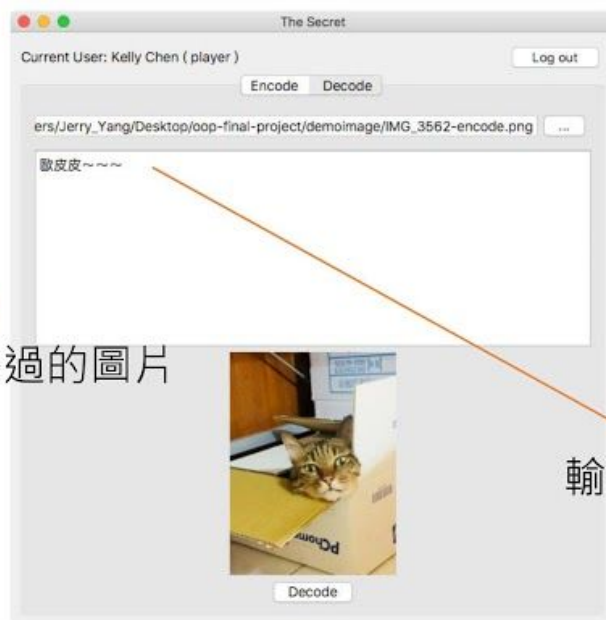 The Secret
Current User: Kelly Chen ( player )
Log out
Encode Decode
ers/Jerry_Yang/Desktop/oop-final-project/demoimage/IMG_3562-encode.png
...
歐皮皮~~~
過的圖片
輸
PChome
Decode